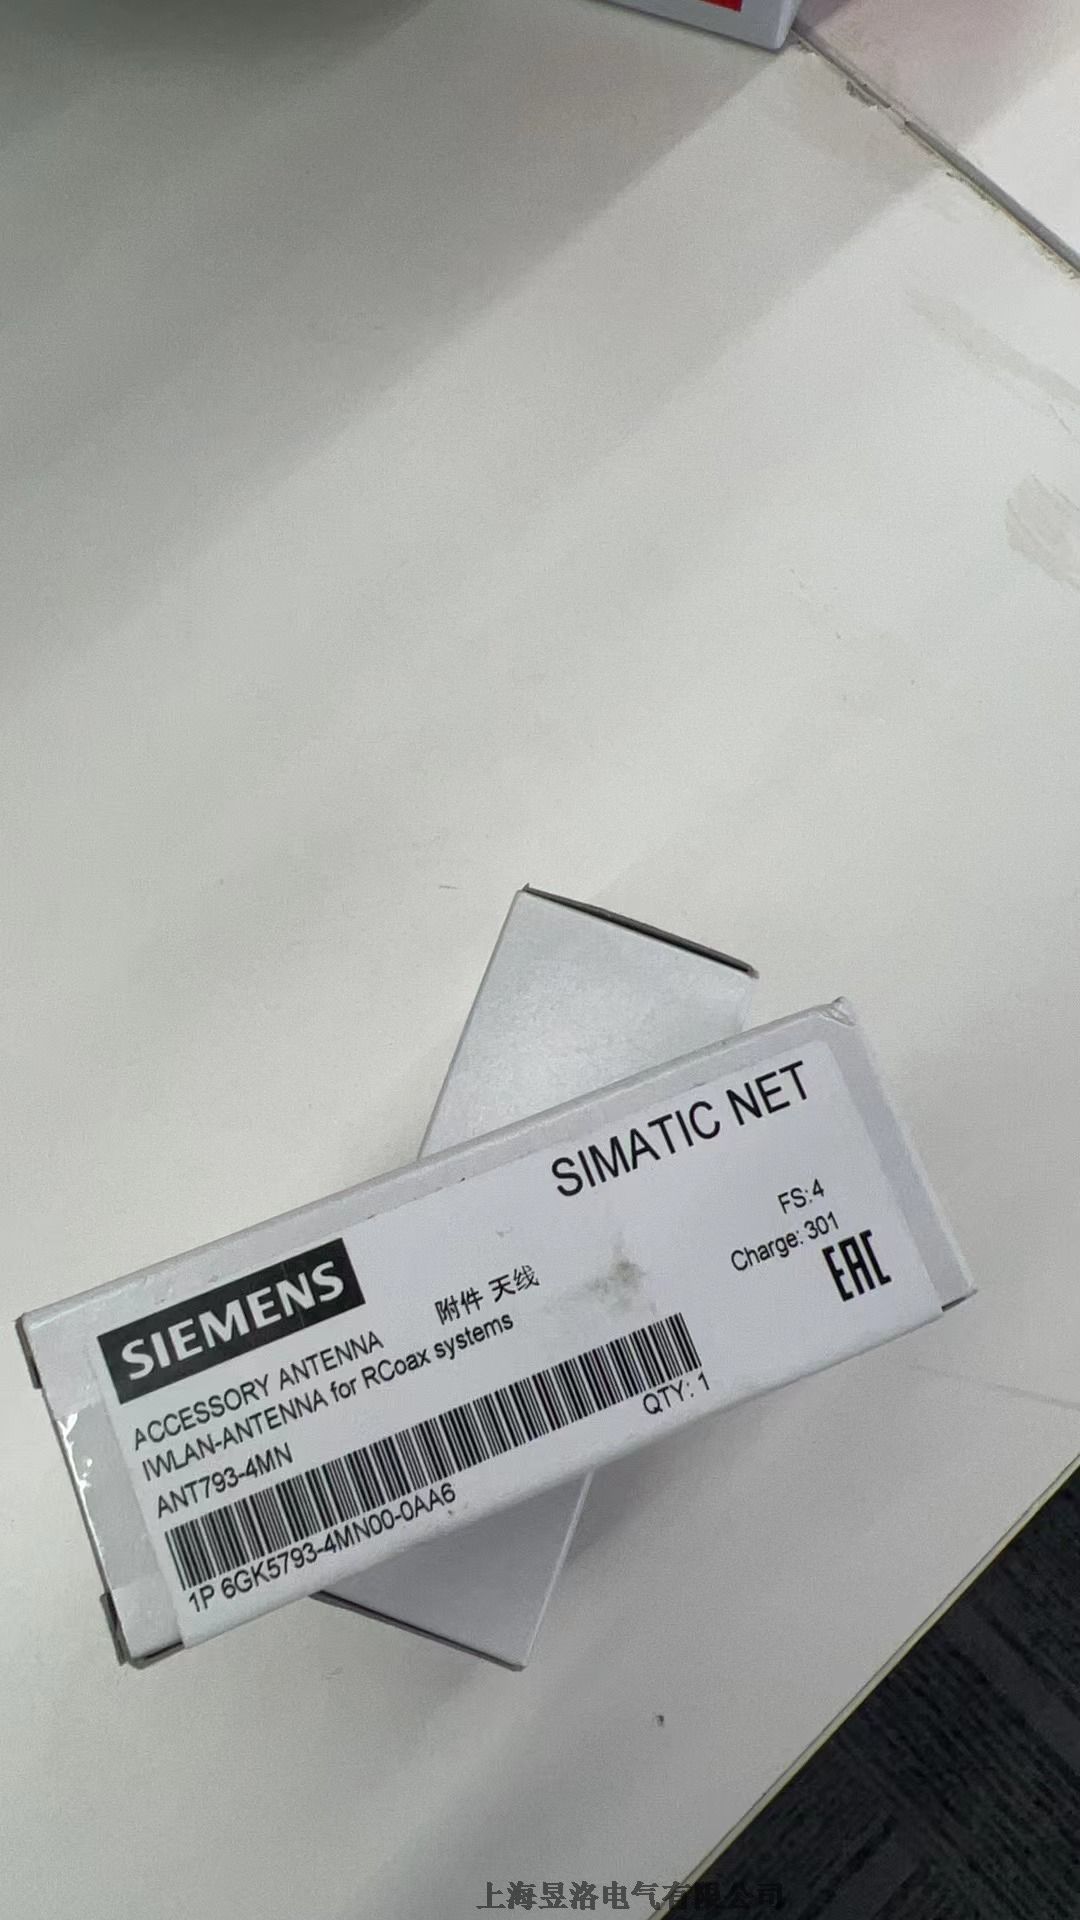 SIMATIC NET
FS:4
Charge: 301
EAC
SIEMENS
附件 天线
ACCESSORY ANTENNA
IWLAN-ANTENNA for RCoax systems
ANT793-4MN
QTY: 1
1P 6GK5793-4MN00-0AA6
上海昱洛电气有限公司